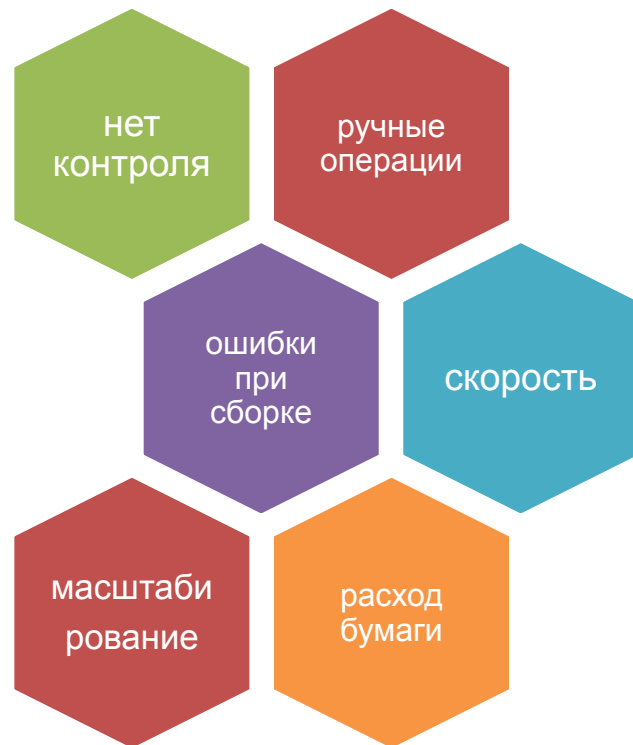 нет
контроля
ручные
операции
ошибки
при
сборке
скорость
масштаби
рование
расход
бумаги